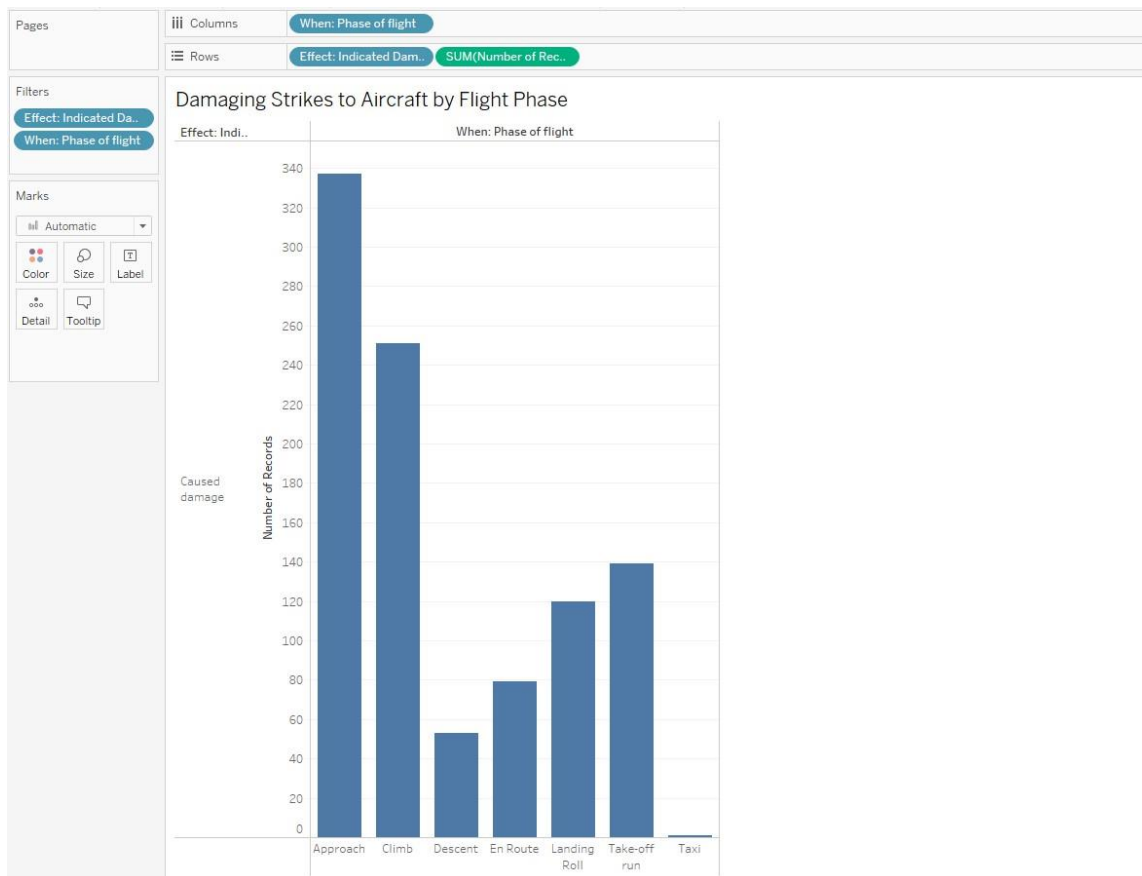 Pages
Columns
When: Phase of flight
Rows
Effect: Indicated Dam..
SUM(Number of Rec..
Filters
Effect: Indicated Da..
When: Phase of flight
Marks
Automatic
Color
Size
Label
Detail
Tooltip
Damaging Strikes to Aircraft by Flight Phase
Effect: Indi..
When: Phase of flight
Caused
damage
Number of Records
340
320
300
280
260
240
220
200
180
160
140
120
100
80
60
40
20
0
Approach
Climb
Descent
En Route
Landing
Roll
Take-off
run
Taxi